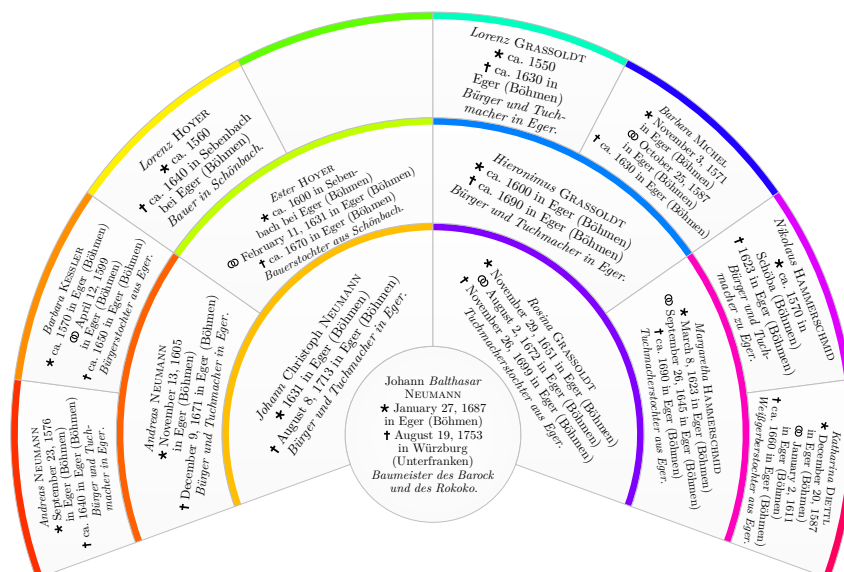 Johann Balthasar
NEUMANN
★ January 27, 1687
in Eger (Böhmen)
✝ August 19, 1753
in Würzburg
(Unterfranken)
Baumeister des Barock
und des Rokoko.
Johann Christoph NEUMANN
★ 1631 in Eger (Böhmen)
✝ August 8, 1713 in Eger (Böhmen)
Bürger und Tuchmacher in Eger.
Rosina GRASSOLDT
★ November 29, 1651 in Eger (Böhmen)
⚭ August 2, 1672 in Eger (Böhmen)
✝ November 26, 1699 in Eger (Böhmen)
Tuchmacherstochter aus Eger.
Andreas NEUMANN
★ November 13, 1605
in Eger (Böhmen)
✝ December 9, 1671 in Eger (Böhmen)
Bürger und Tuchmacher in Eger.
Ester HOYER
★ ca. 1600 in Seben-
bach bei Eger (Böhmen)
⚭ February 11, 1631 in Eger (Böhmen)
✝ ca. 1670 in Eger (Böhmen)
Bauerstochter aus Schönbach.
Hieronimus GRASSOLDT
★ ca. 1600 in Eger (Böhmen)
✝ ca. 1690 in Eger (Böhmen)
Bürger und Tuchmacher in Eger.
Margaretha HAMMERSCHMID
★ March 8, 1623 in Eger (Böhmen)
⚭ September 26, 1645 in Eger (Böhmen)
✝ ca. 1690 in Eger (Böhmen)
Tuchmacherstochter aus Eger.
Andreas NEUMANN
★ September 23, 1576
in Eger (Böhmen)
✝ ca. 1640 in Eger (Böhmen)
Bürger und Tuch-
macher in Eger.
Barbara KESSLER
★ ca. 1570 in Eger (Böhmen)
⚭ April 12, 1599
in Eger (Böhmen)
✝ ca. 1650 in Eger (Böhmen)
Bürgerstochter aus Eger.
Lorenz HOYER
★ ca. 1560
✝ ca. 1640 in Sebenbach
bei Eger (Böhmen)
Bauer in Schönbach.
Lorenz GRASSOLDT
★ ca. 1550
✝ ca. 1630 in
Eger (Böhmen)
Bürger und Tuch-
macher in Eger.
Barbara MICHEL
★ November 3, 1571
in Eger (Böhmen)
⚭ October 25, 1587
in Eger (Böhmen)
✝ ca. 1630 in Eger (Böhmen)
Nikolaus HAMMERSCHMID
★ ca. 1570 in
Schöba (Böhmen)
✝ 1623 in Eger (Böhmen)
Bürger und Tuch-
macher zu Eger.
Katharina DIETTL
★ December 20, 1587
in Eger (Böhmen)
⚭ January 2, 1611
in Eger (Böhmen)
✝ ca. 1660 in Eger (Böhmen)
Weißgerberstochter aus Eger.